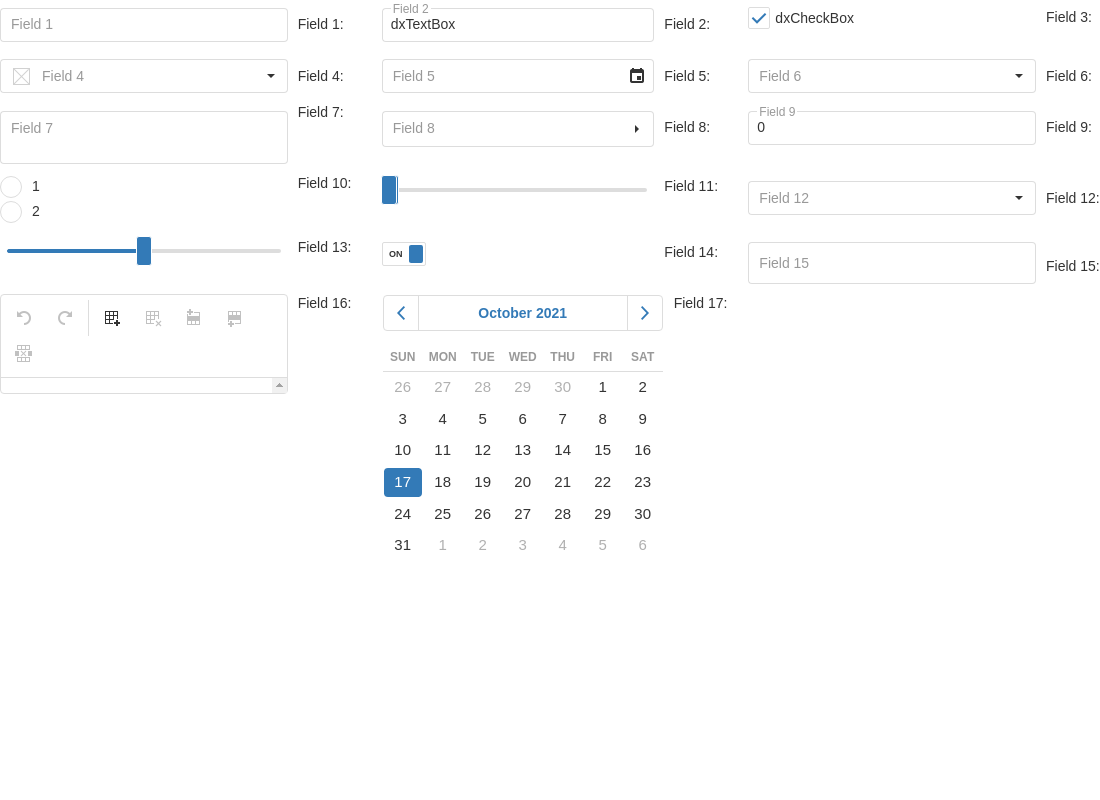 Field 1 Field 1: Field 2 Field 3:
dxTextBox Field 2: dxCheckBox
Field 4 Field 4: Field 5 Field 5: Field 6 Field 6:
Field 7 Field 7: Field 8 Field 8: Field 9 Field 9:
0
1 Field 10: Field 11: Field 12 Field 12:
2
Field 13: ON Field 14: Field 15 Field 15:
Field 16: October 2021 Field 17:
SUN MON TUE WED THU FRI SAT
26 27 28 29 30 1 2
3 4 5 6 7 8 9
10 11 12 13 14 15 16
17 18 19 20 21 22 23
24 25 26 27 28 29 30
31 1 2 3 4 5 6